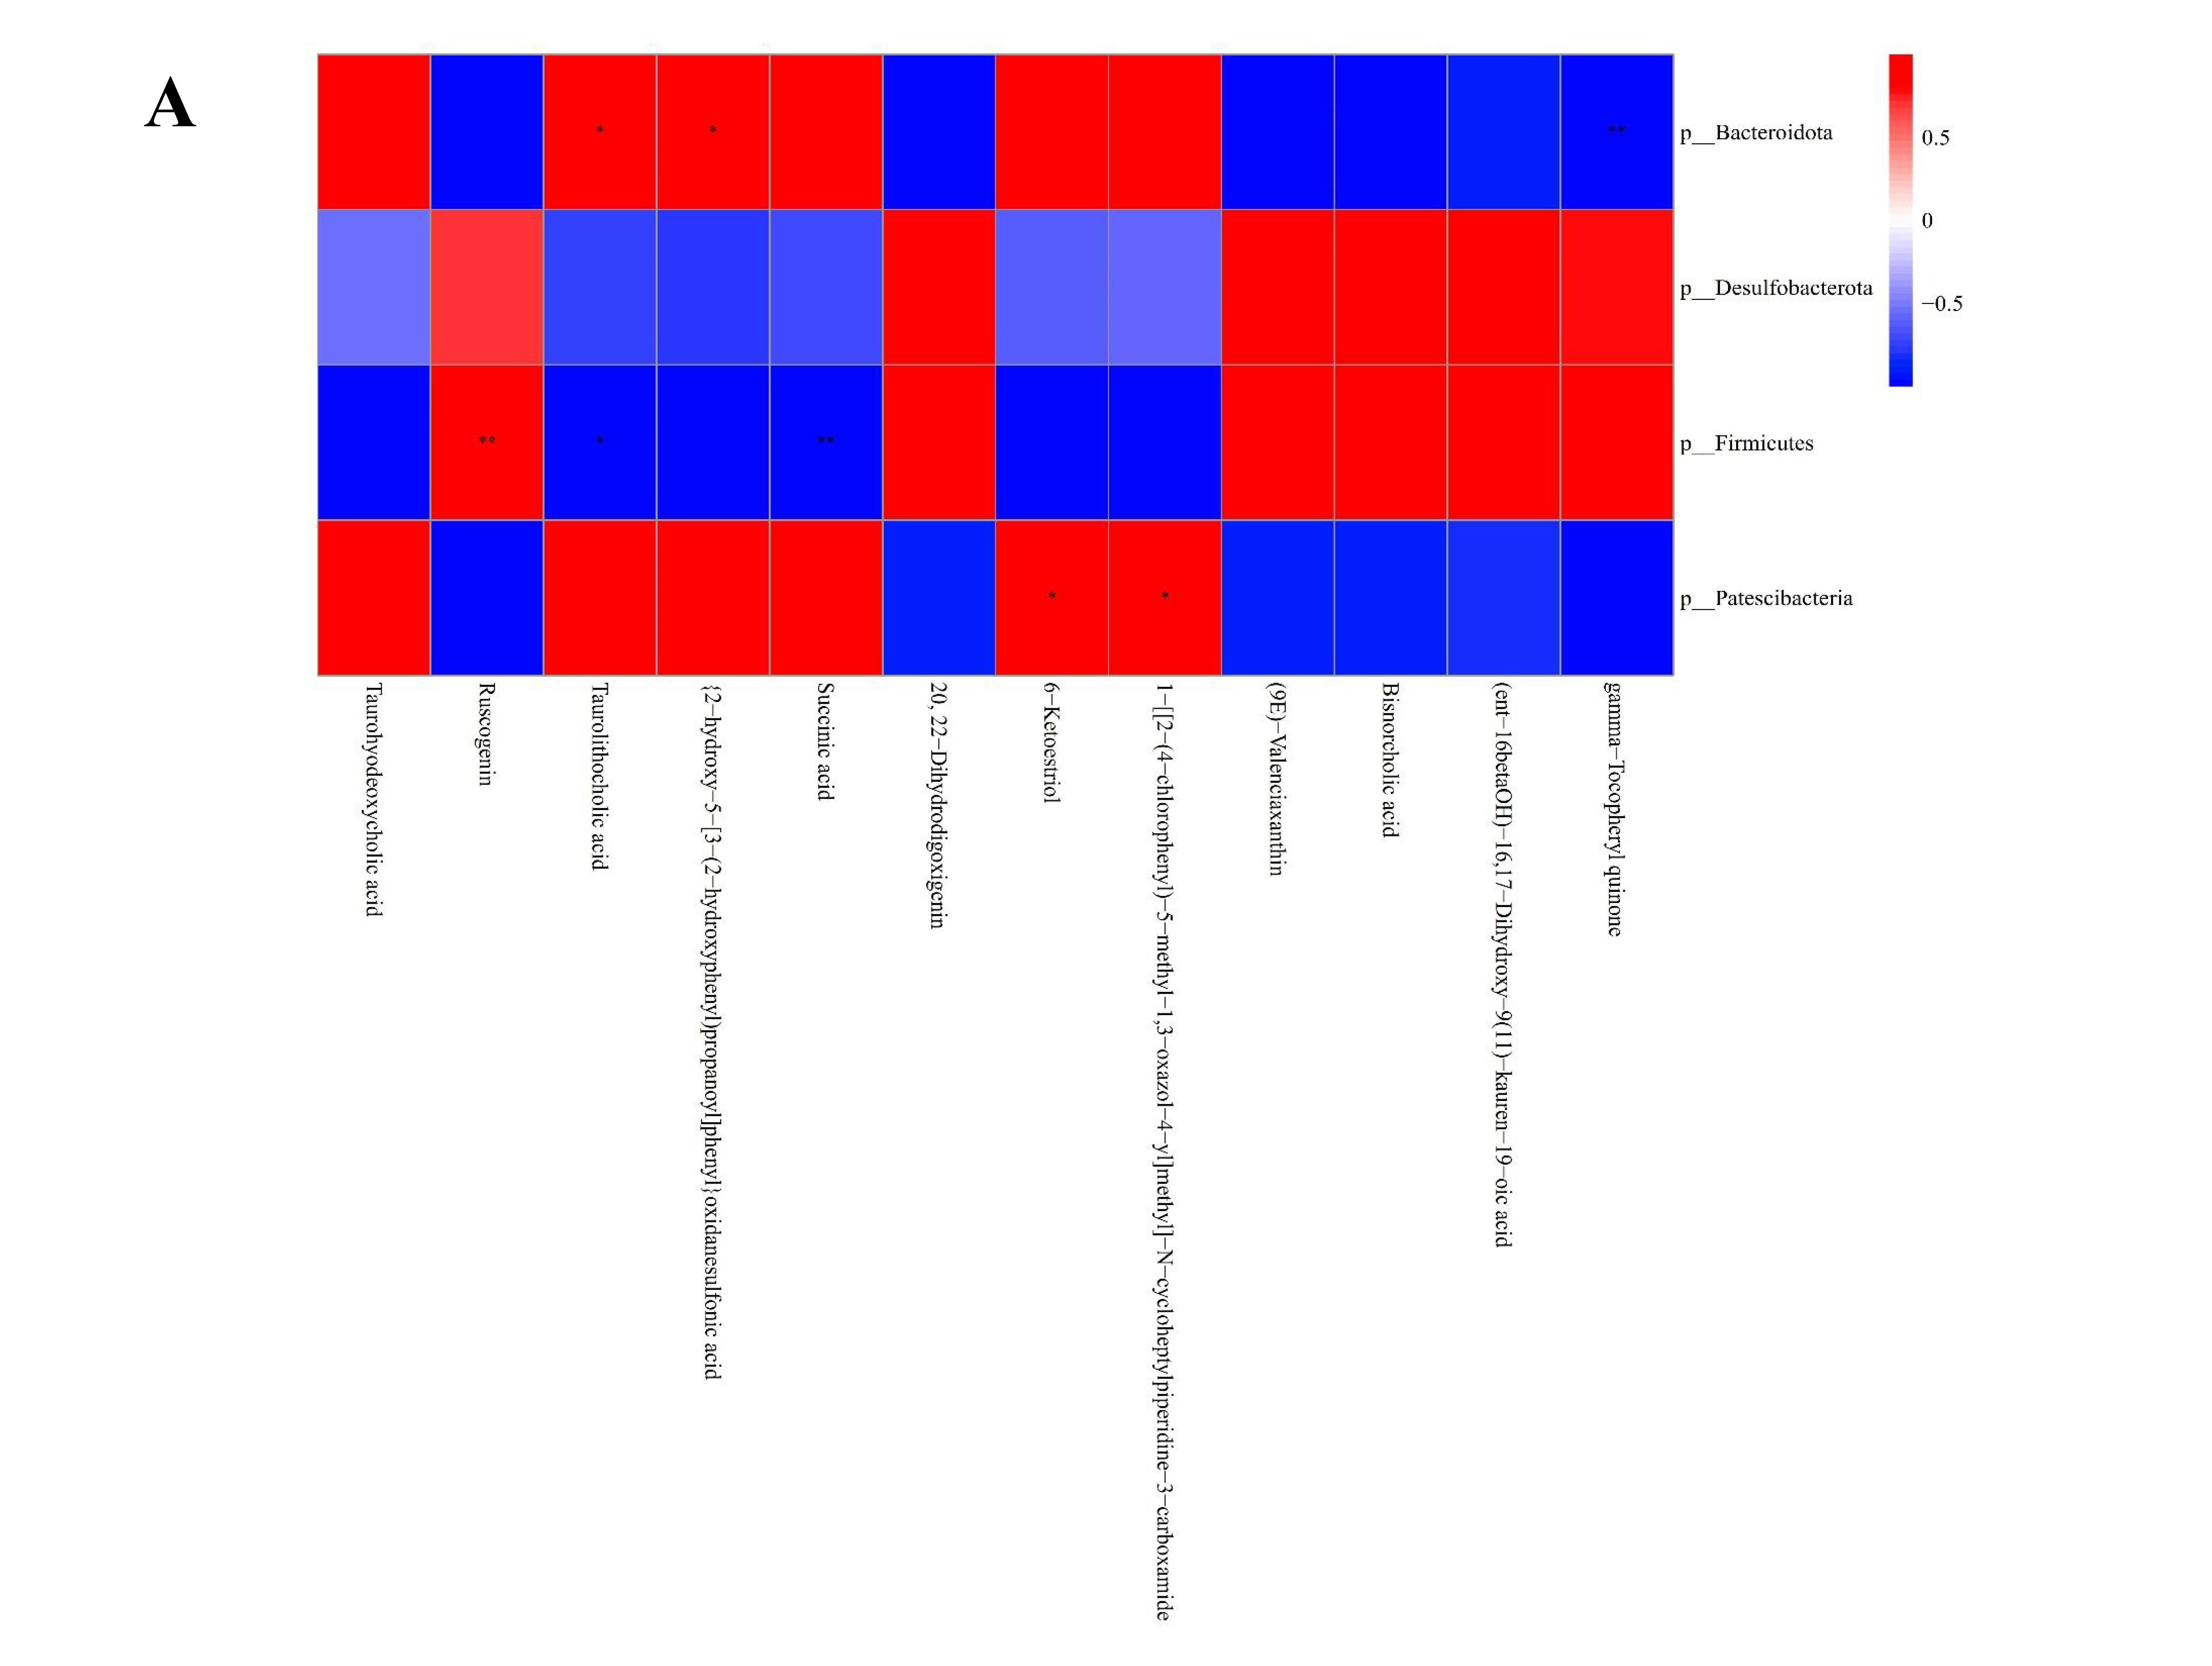 A
* * **
p__Bacteroidota
p__Desulfobacterota
** * **
p__Firmicutes
* *
p__Patescibacteria
0.5
0
−0.5
Taurohyodeoxycholic acid
Ruscogenin
Taurolithocholic acid
{2−hydroxy−5−[3−(2−hydroxyphenyl)propanoyl]phenyl}oxidanesulfonic acid
Succinic acid
20, 22−Dihydrodigoxigenin
6−Ketoestriol
1−[[2−(4−chlorophenyl)−5−methyl−1,3−oxazol−4−yl]methyl]−N−cycloheptylpiperidine−3−carboxamide
(9E)−Valenciaxanthin
Bisnorcholic acid
(ent−16betaOH)−16,17−Dihydroxy−9(11)−kauren−19−oic acid
gamma−Tocopheryl quinone